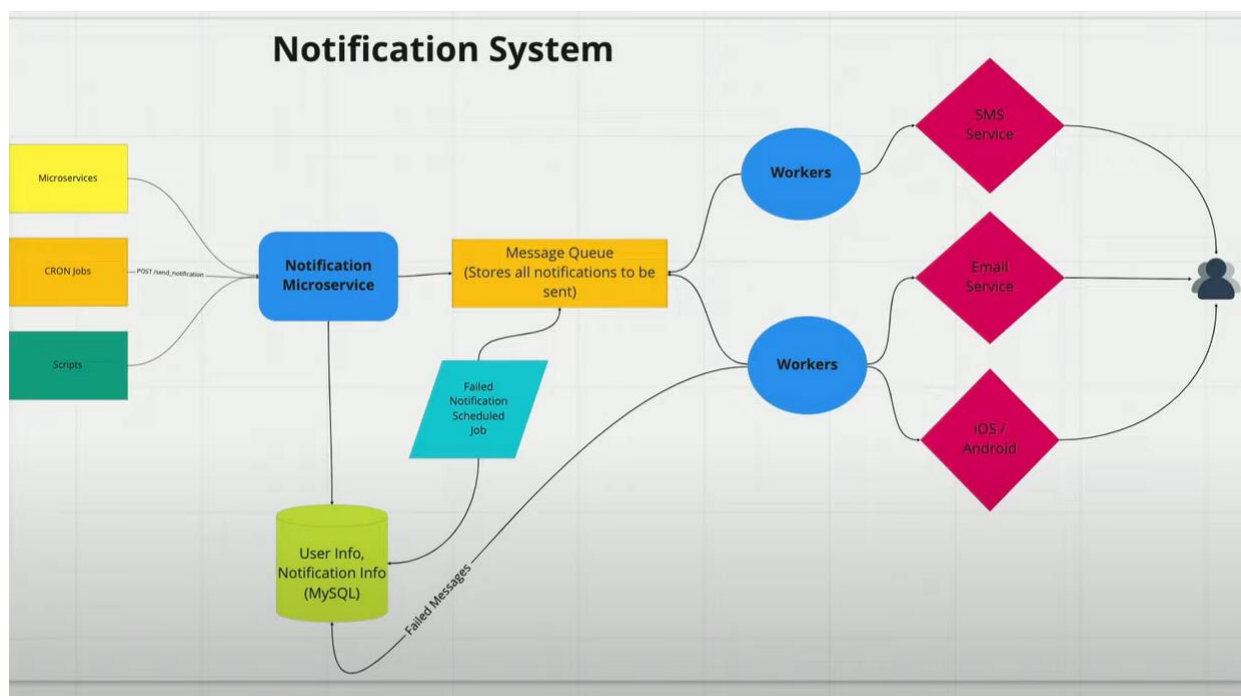 Notification System
Microservices
CRON Jobs
POST /send_notification
Scripts
Notification
Microservice
Message Queue
(Stores all notifications to be
sent)
Failed
Notification
Scheduled
Job
User Info,
Notification Info
(MySQL)
Failed Messages
Workers
Workers
SMS
Service
Email
Service
iOS /
Android